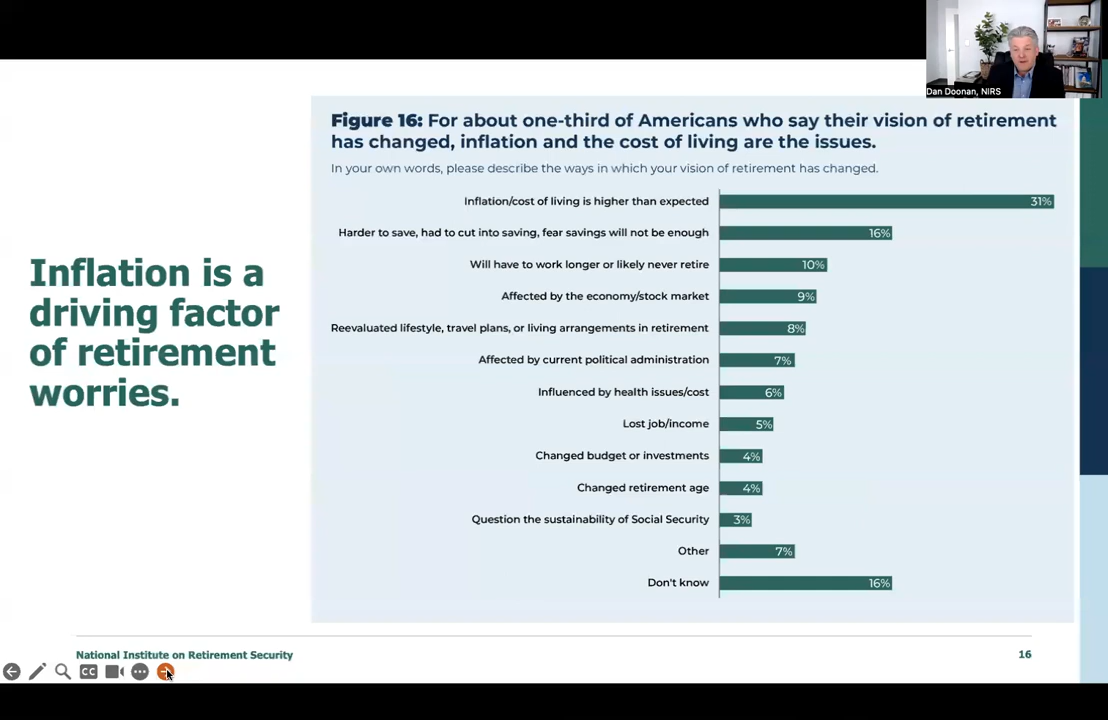 Dan Doonan, NIRS
Figure 16: For about one-third of Americans who say their vision of retirement
has changed, inflation and the cost of living are the issues.
In your own words, please describe the ways in which your vision of retirement has changed.
Inflation is a
driving factor
of retirement
worries.
Inflation/cost of living is higher than expected 31%
Harder to save, had to cut into saving, fear savings will not be enough 16%
Will have to work longer or likely never retire 10%
Affected by the economy/stock market 9%
Reevaluated lifestyle, travel plans, or living arrangements in retirement 8%
Affected by current political administration 7%
Influenced by health issues/cost 6%
Lost job/income 5%
Changed budget or investments 4%
Changed retirement age 4%
Question the sustainability of Social Security 3%
Other 7%
Don't know 16%
National Institute on Retirement Security 16
CC